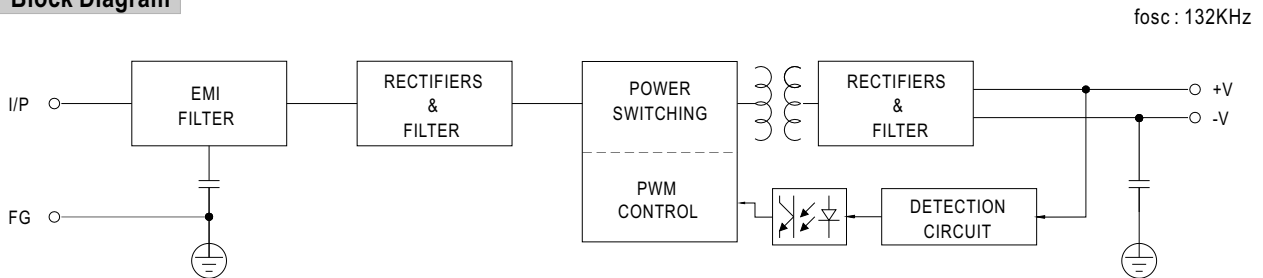 Block Diagram
fosc : 132KHz
I/P
EMI
FILTER
RECTIFIERS
&
FILTER
POWER
SWITCHING
RECTIFIERS
&
FILTER
+V
-V
PWM
CONTROL
DETECTION
CIRCUIT
FG